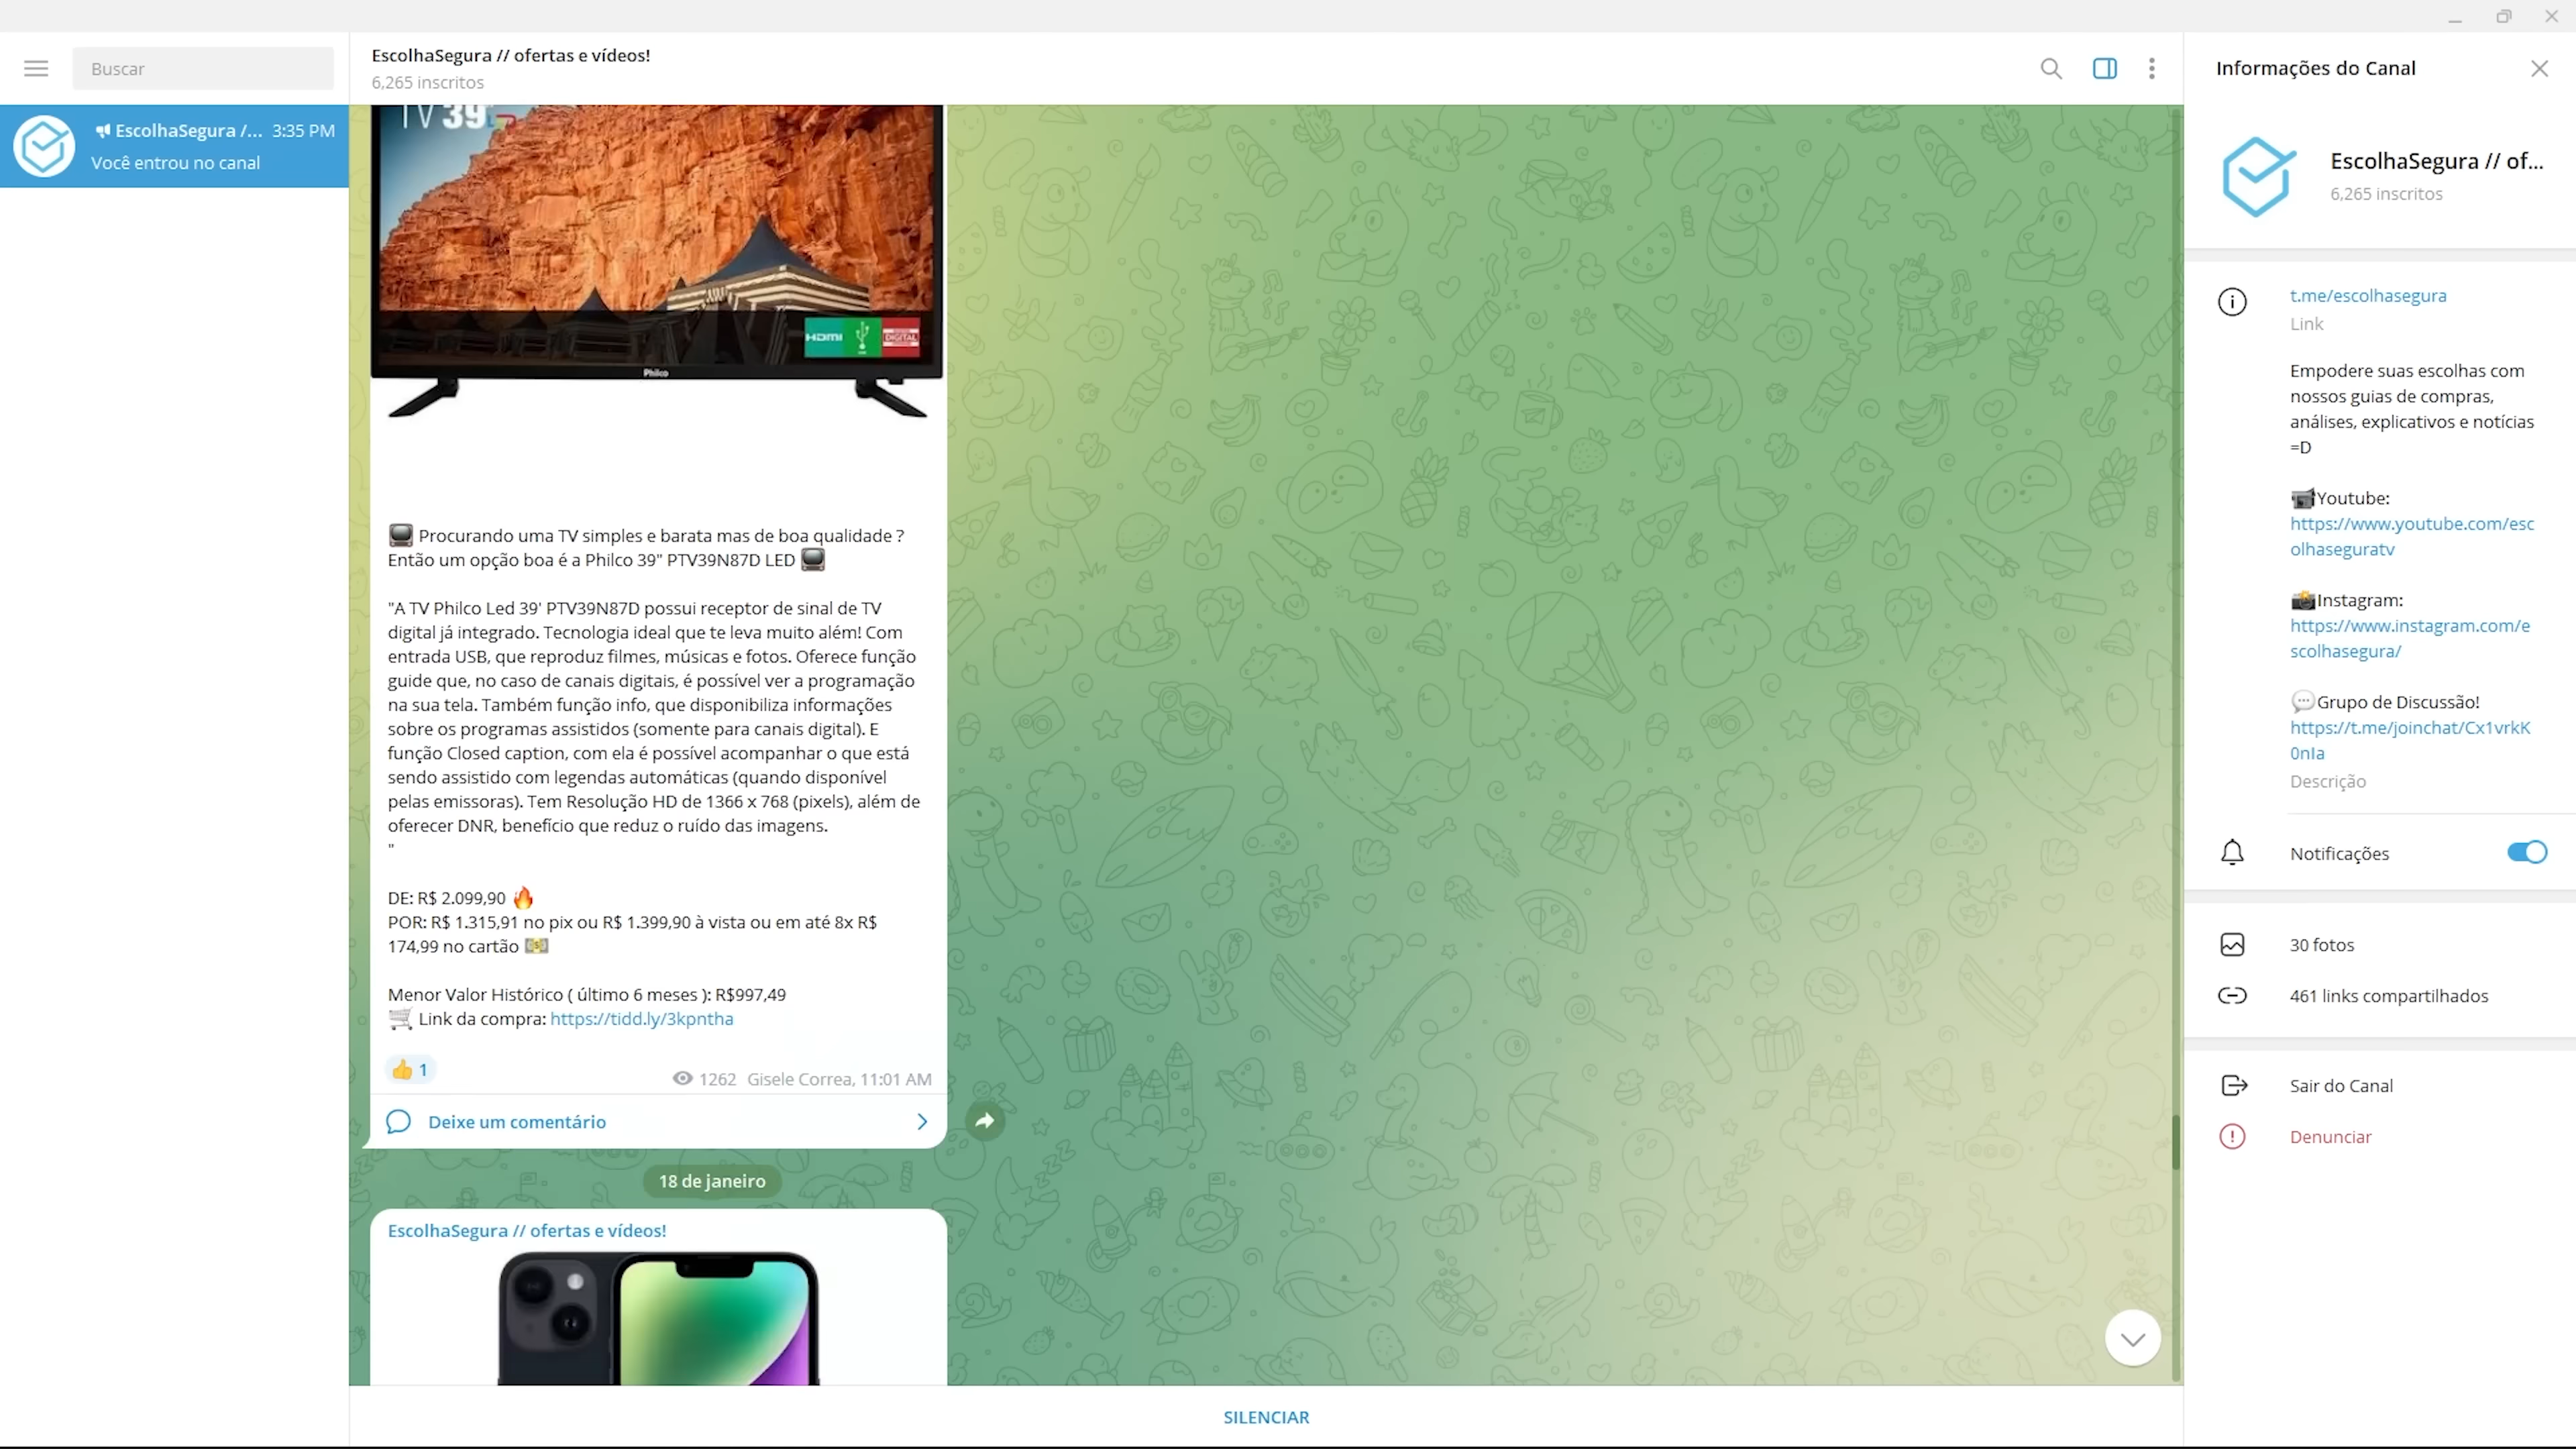 Buscar
EscolhaSegura // ofertas e vídeos!
6,265 inscritos
Informações do Canal
EscolhaSegura /... 3:35 PM
Você entrou no canal
TV 39
HDMI
DIGITAL
Philco
📺 Procurando uma TV simples e barata mas de boa qualidade ?
Então um opção boa é a Philco 39" PTV39N87D LED 📺
"A TV Philco Led 39' PTV39N87D possui receptor de sinal de TV
digital já integrado. Tecnologia ideal que te leva muito além! Com
entrada USB, que reproduz filmes, músicas e fotos. Oferece função
guide que, no caso de canais digitais, é possível ver a programação
na sua tela. Também função info, que disponibiliza informações
sobre os programas assistidos (somente para canais digital). E
função Closed caption, com ela é possível acompanhar o que está
sendo assistido com legendas automáticas (quando disponível
pelas emissoras). Tem Resolução HD de 1366 x 768 (pixels), além de
oferecer DNR, benefício que reduz o ruído das imagens.
"
DE: R$ 2.099,90 🔥
POR: R$ 1.315,91 no pix ou R$ 1.399,90 à vista ou em até 8x R$
174,99 no cartão 💵
Menor Valor Histórico ( último 6 meses ): R$997,49
🛒 Link da compra: https://tidd.ly/3kpntha
👍 1
1262 Gisele Correa, 11:01 AM
Deixe um comentário
18 de janeiro
EscolhaSegura // ofertas e vídeos!
SILENCIAR
EscolhaSegura // of...
6,265 inscritos
t.me/escolhasegura
Link
Empodere suas escolhas com
nossos guias de compras,
análises, explicativos e notícias
=D
📹Youtube:
https://www.youtube.com/esc
olhaseguratv
📸Instagram:
https://www.instagram.com/e
scolhasegura/
💬Grupo de Discussão!
https://t.me/joinchat/Cx1vrkK
0nIa
Descrição
Notificações
30 fotos
461 links compartilhados
Sair do Canal
Denunciar